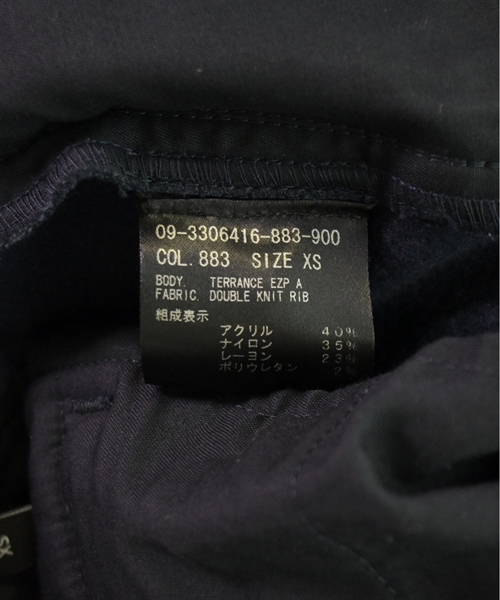 09-3306416-883-900
COL. 883 SIZE XS
BODY. TERRANCE EZP A
FABRIC. DOUBLE KNIT RIB
組成表示
アクリル 40%
ナイロン 35%
レーヨン 23%
ポリウレタン 2%